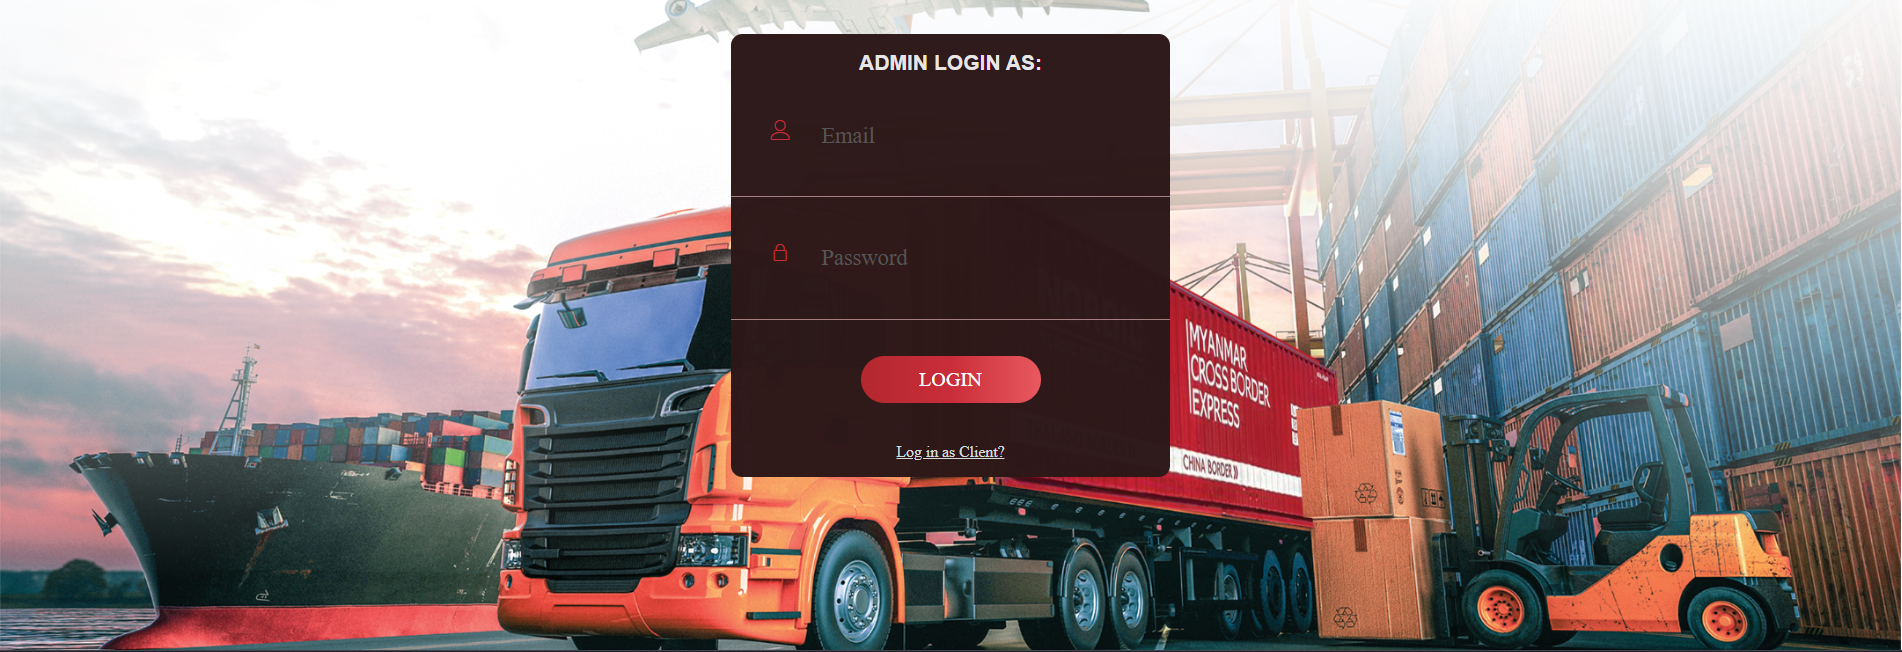 ADMIN LOGIN AS:
Email
Password
LOGIN
Log in as Client?
MYANMAR
CROSS BORDER
EXPRESS
CHINA BORDER